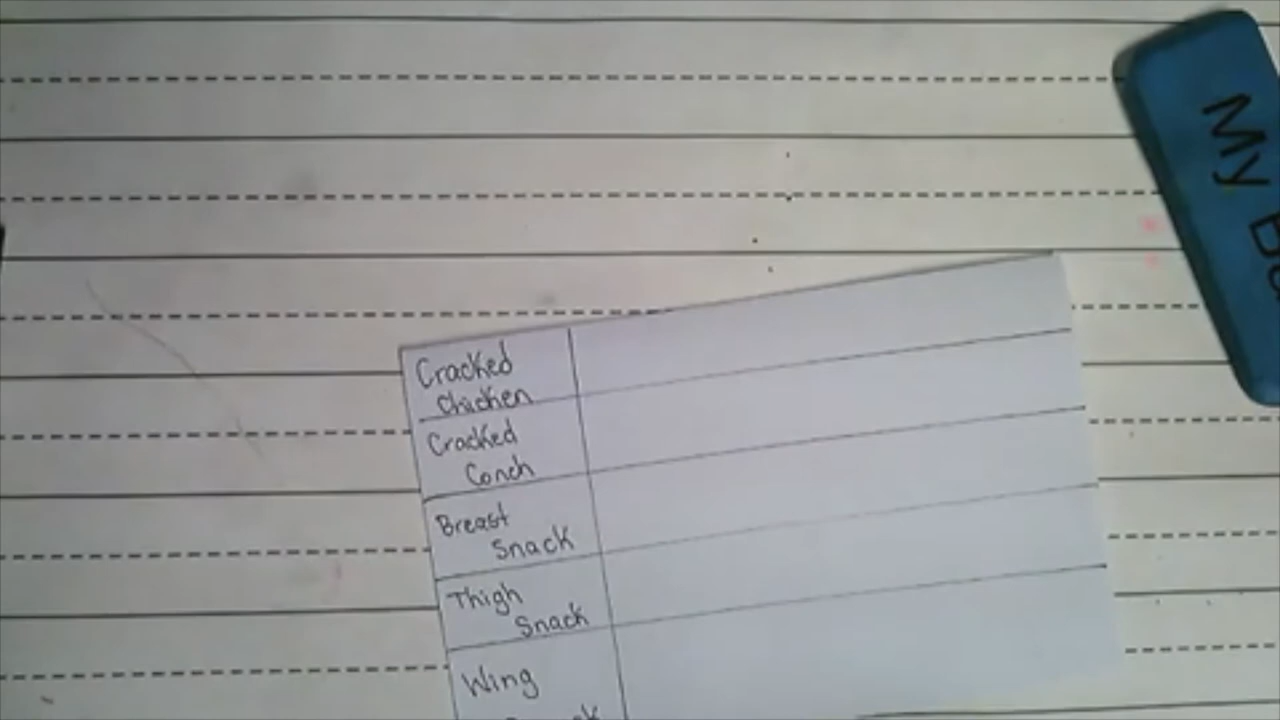 My
Cracked
Chicken
Cracked
Conch
Breast
Snack
Thigh
Snack
Wing